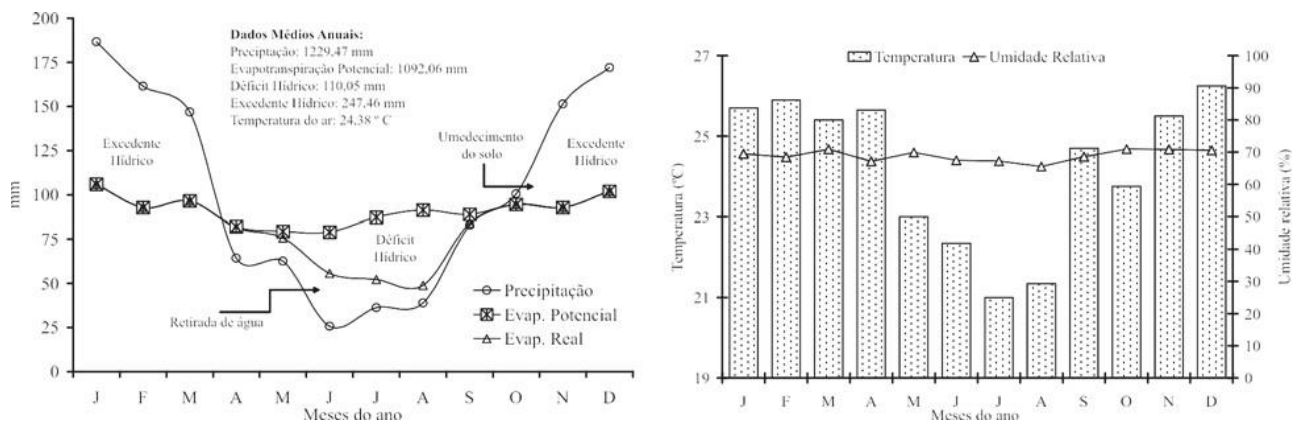 200
175
150
125
100
75
50
25
0
mm
Dados Médios Anuais:
Preciptação: 1229,47 mm
Evapotranspiração Potencial: 1092,06 mm
Déficit Hídrico: 110,05 mm
Excedente Hídrico: 247,46 mm
Temperatura do ar: 24,38 º C
Excedente
Hídrico
Umedecimento
do solo
Excedente
Hídrico
Déficit
Hídrico
Retirada de água
Precipitação
Evap. Potencial
Evap. Real
J F M A M J J A S O N D
Meses do ano
27
25
23
21
19
Temperatura (ºC)
Temperatura
Umidade Relativa
100
90
80
70
60
50
40
30
20
10
0
Umidade relativa (%)
J F M A M J J A S O N D
Meses do ano